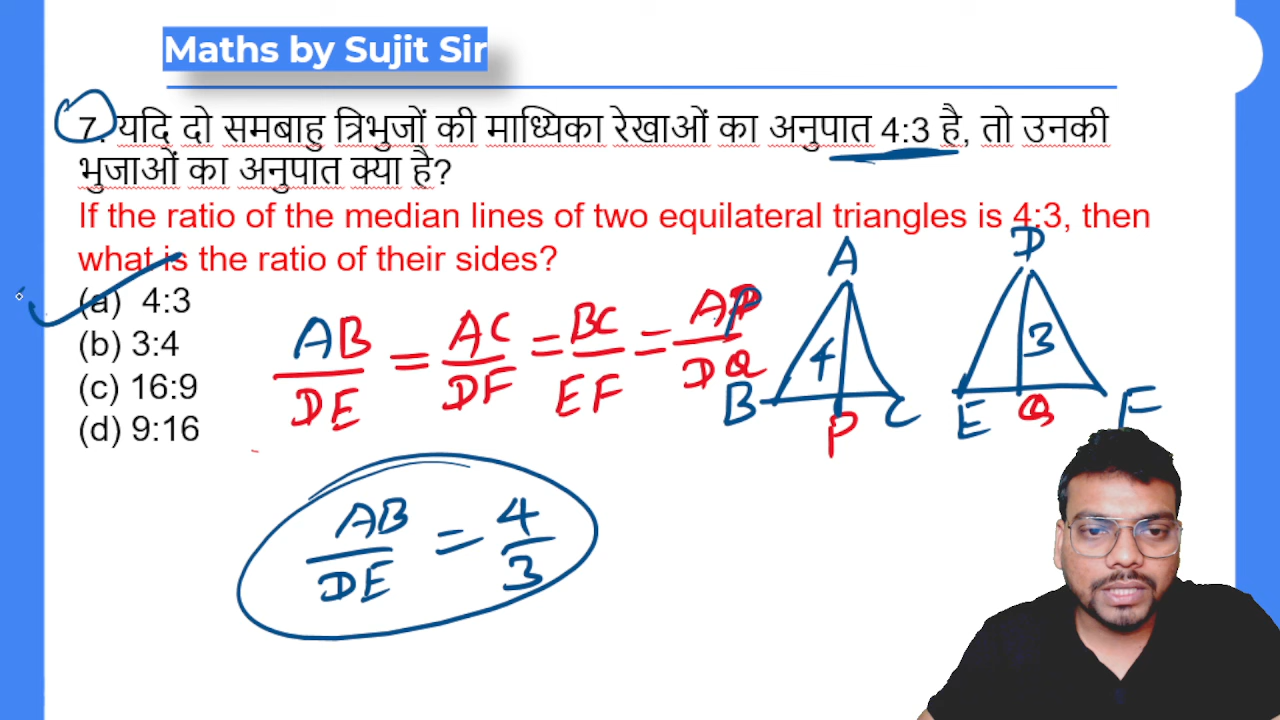 Maths by Sujit Sir
7. यदि दो समबाहु त्रिभुजों की माध्यिका रेखाओं का अनुपात 4:3 है, तो उनकी
भुजाओं का अनुपात क्या है?
If the ratio of the median lines of two equilateral triangles is 4:3, then
what is the ratio of their sides?
(a) 4:3
(b) 3:4
(c) 16:9
(d) 9:16
AB/DE = AC/DF = BC/EF = AP/DQ
A
4
B P C
D
3
E Q F
AB/DE = 4/3